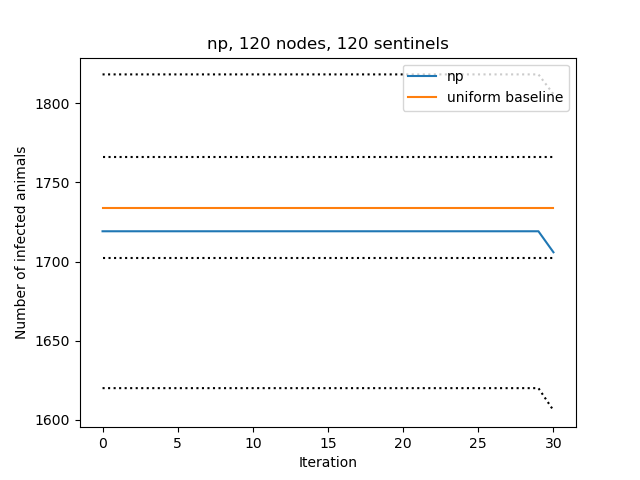 np, 120 nodes, 120 sentinels
np
uniform baseline
Number of infected animals
1800
1750
1700
1650
1600
0 5 10 15 20 25 30
Iteration